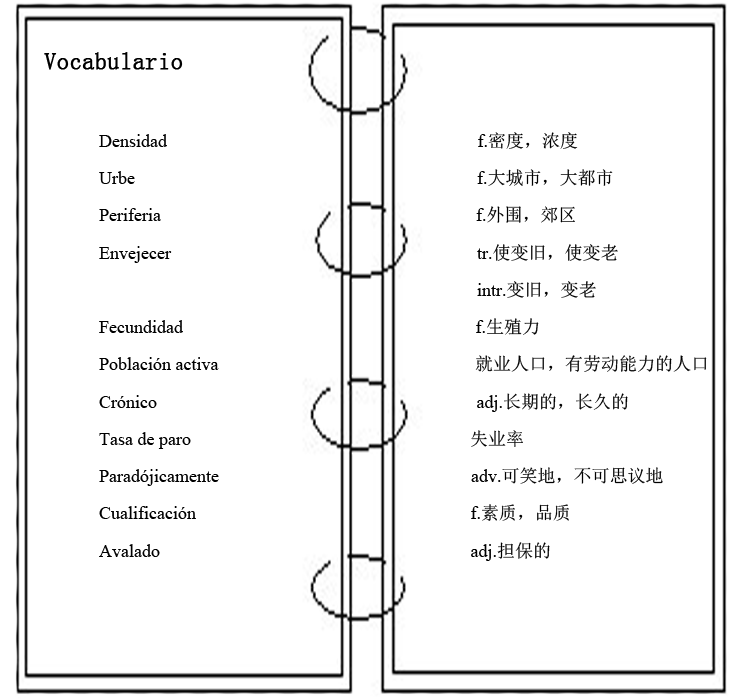 Vocabulario
Densidad f.密度，浓度
Urbe f.大城市，大都市
Periferia f.外围，郊区
Envejecer tr.使变旧，使变老
intr.变旧，变老
Fecundidad f.生殖力
Población activa 就业人口，有劳动能力的人口
Crónico adj.长期的，长久的
Tasa de paro 失业率
Paradójicamente adv.可笑地，不可思议地
Cualificación f.素质，品质
Avalado adj.担保的